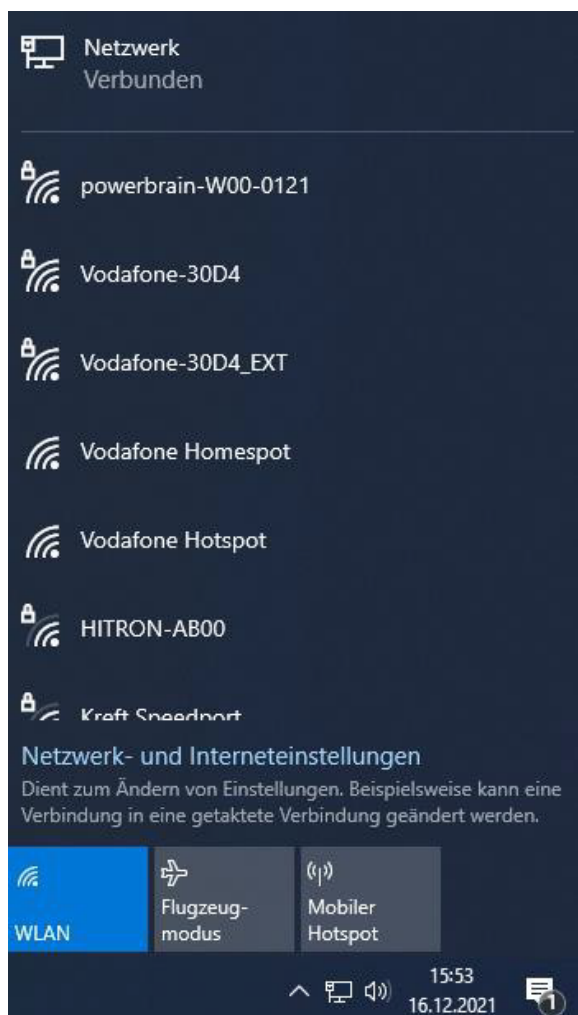 Netzwerk
Verbunden
powerbrain-W00-0121
Vodafone-30D4
Vodafone-30D4_EXT
Vodafone Homespot
Vodafone Hotspot
HITRON-AB00
Kreft Speedport
Netzwerk- und Interneteinstellungen
Dient zum Ändern von Einstellungen. Beispielsweise kann eine
Verbindung in eine getaktete Verbindung geändert werden.
WLAN
Flugzeug-
modus
Mobiler
Hotspot
15:53
16.12.2021
1